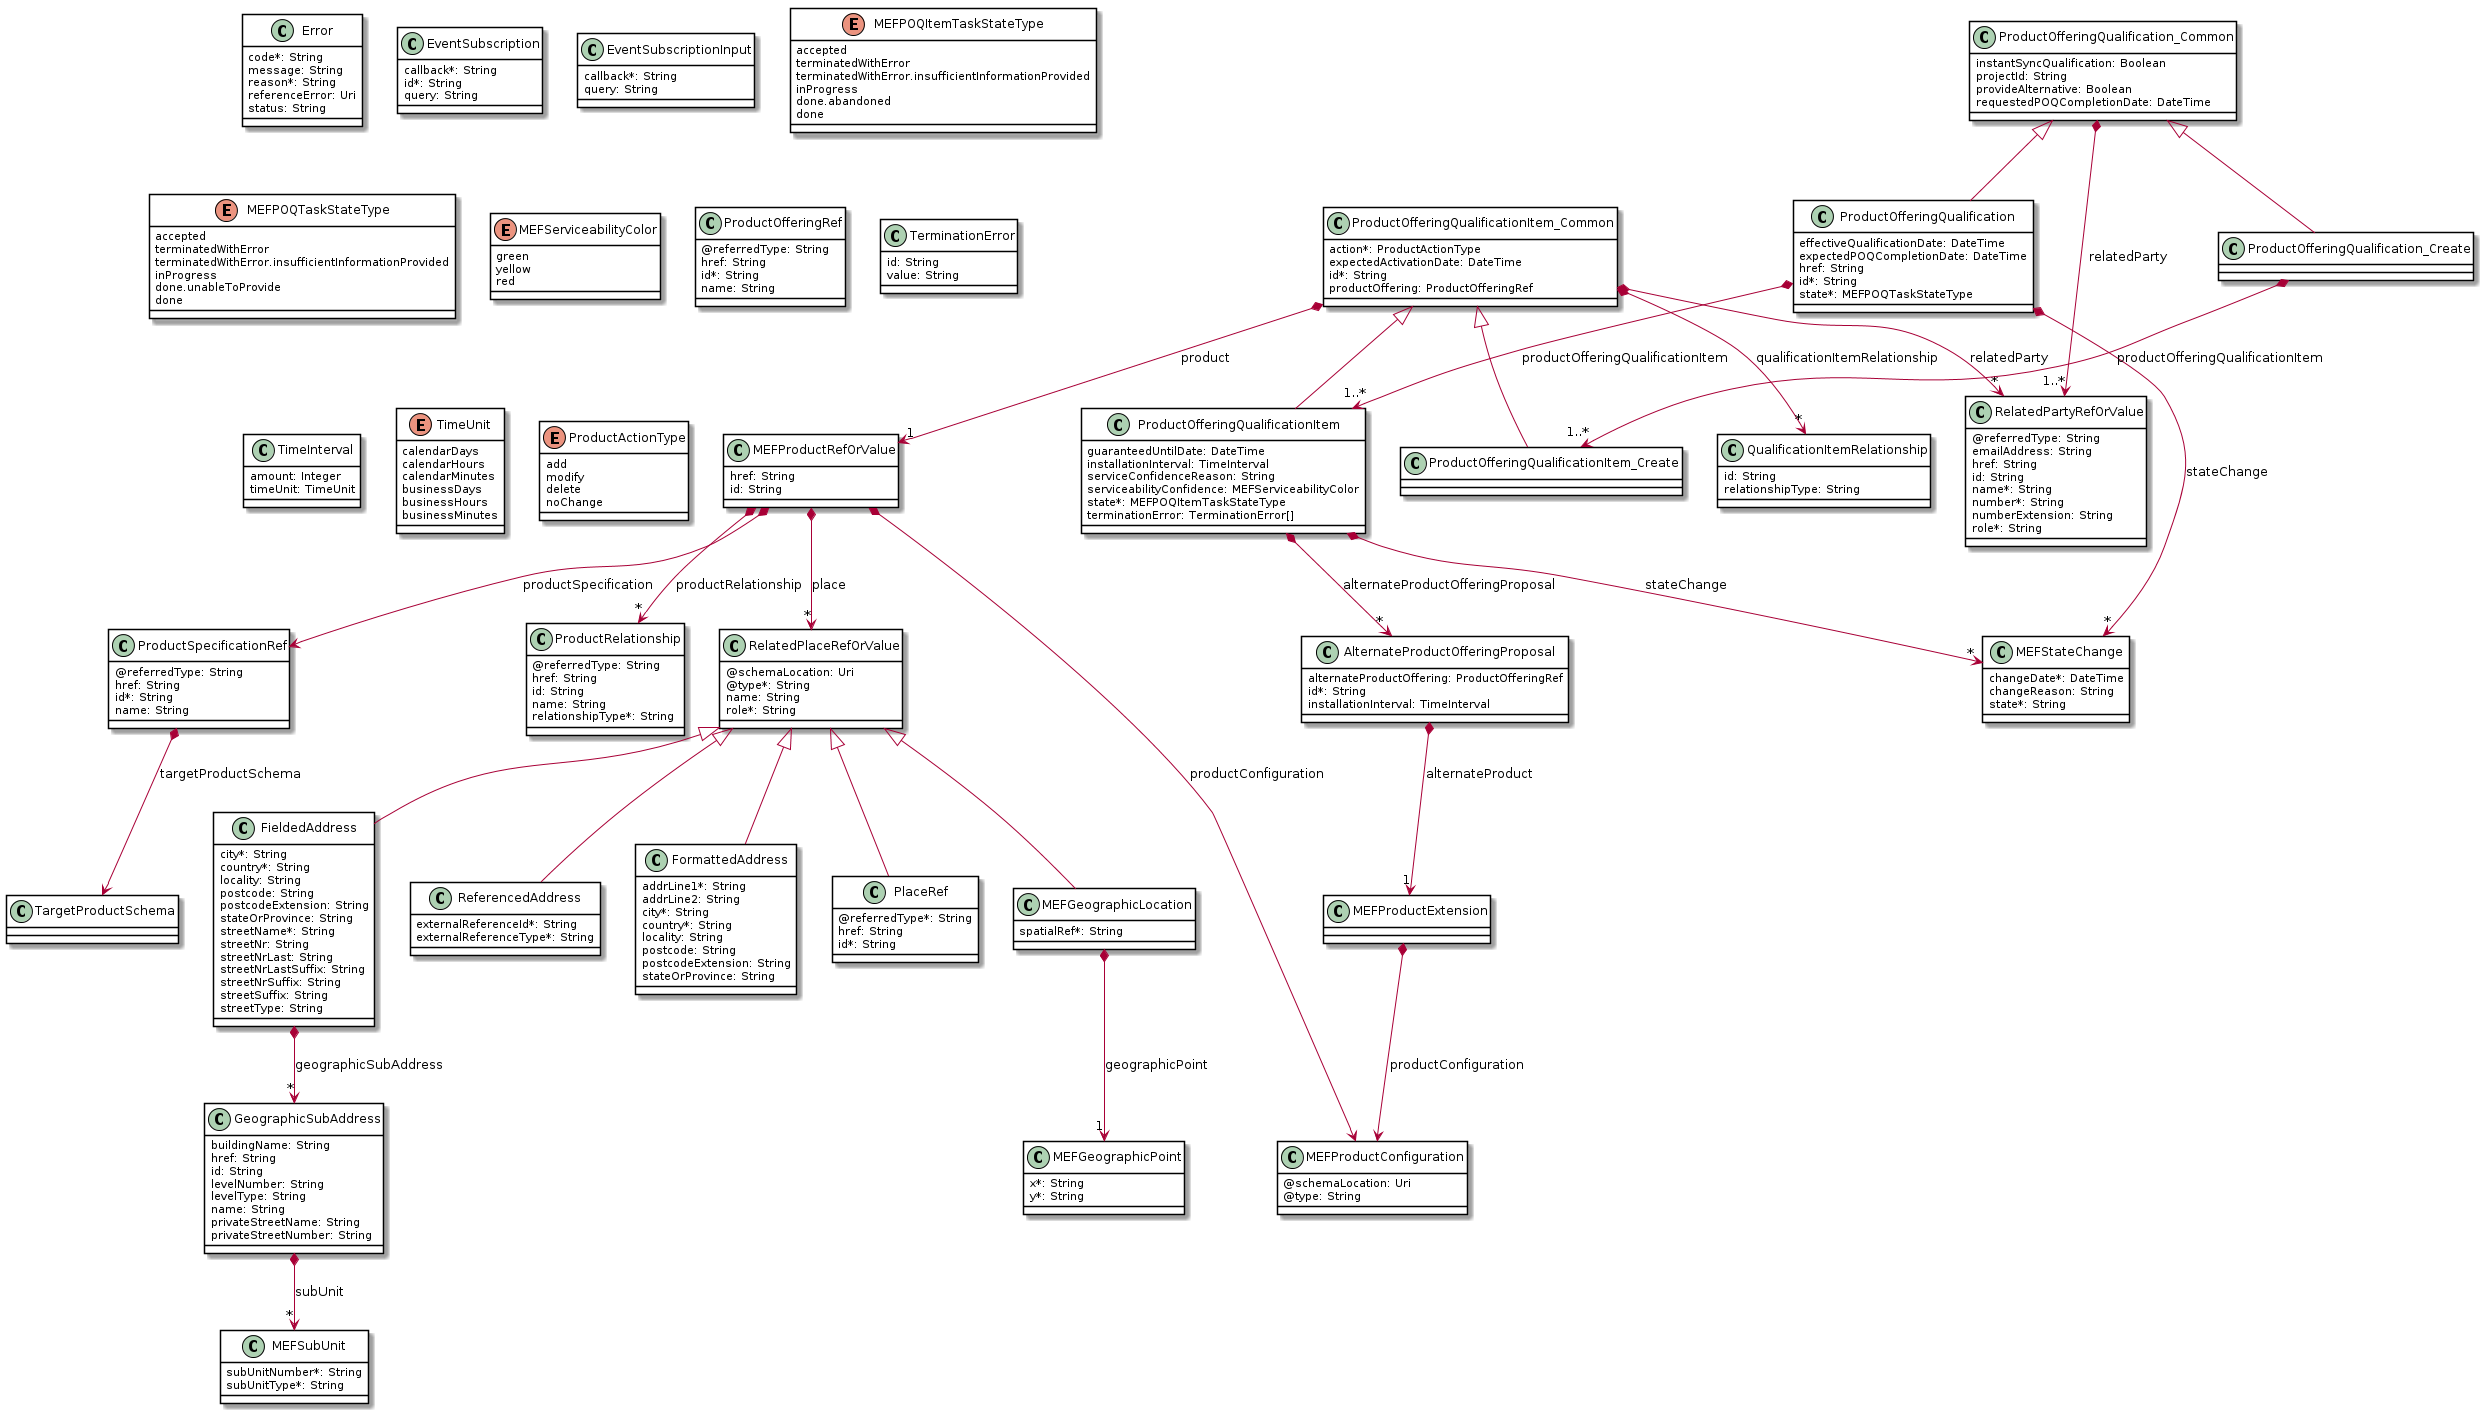 C Error
code*: String
message: String
reason*: String
referenceError: Uri
status: String
C EventSubscription
callback*: String
id*: String
query: String
C EventSubscriptionInput
callback*: String
query: String
E MEFPOQItemTaskStateType
accepted
terminatedWithError
terminatedWithError.insufficientInformationProvided
inProgress
done.abandoned
done
C ProductOfferingQualification_Common
instantSyncQualification: Boolean
projectId: String
provideAlternative: Boolean
requestedPOQCompletionDate: DateTime
E MEFPOQTaskStateType
accepted
terminatedWithError
terminatedWithError.insufficientInformationProvided
inProgress
done.unableToProvide
done
E MEFServiceabilityColor
green
yellow
red
C ProductOfferingRef
@referredType: String
href: String
id*: String
name: String
C TerminationError
id: String
value: String
C ProductOfferingQualificationItem_Common
action*: ProductActionType
expectedActivationDate: DateTime
id*: String
productOffering: ProductOfferingRef
C ProductOfferingQualification
effectiveQualificationDate: DateTime
expectedPOQCompletionDate: DateTime
href: String
id*: String
state*: MEFPOQTaskStateType
relatedParty
C ProductOfferingQualification_Create
product
productOfferingQualificationItem
qualificationItemRelationship
relatedParty
productOfferingQualificationItem
1
1..*
1..*
*
*
1..*
stateChange
C TimeInterval
amount: Integer
timeUnit: TimeUnit
E TimeUnit
calendarDays
calendarHours
calendarMinutes
businessDays
businessHours
businessMinutes
E ProductActionType
add
modify
delete
noChange
C MEFProductRefOrValue
href: String
id: String
C ProductOfferingQualificationItem
guaranteedUntilDate: DateTime
installationInterval: TimeInterval
serviceConfidenceReason: String
serviceabilityConfidence: MEFServiceabilityColor
state*: MEFPOQItemTaskStateType
terminationError: TerminationError[]
C ProductOfferingQualificationItem_Create
C QualificationItemRelationship
id: String
relationshipType: String
C RelatedPartyRefOrValue
@referredType: String
emailAddress: String
href: String
id: String
name*: String
number*: String
numberExtension: String
role*: String
productSpecification
productRelationship
place
alternateProductOfferingProposal
stateChange
*
*
*
*
*
C ProductSpecificationRef
@referredType: String
href: String
id*: String
name: String
C ProductRelationship
@referredType: String
href: String
id: String
name: String
relationshipType*: String
C RelatedPlaceRefOrValue
@schemaLocation: Uri
@type*: String
name: String
role*: String
C AlternateProductOfferingProposal
alternateProductOffering: ProductOfferingRef
id*: String
installationInterval: TimeInterval
C MEFStateChange
changeDate*: DateTime
changeReason: String
state*: String
targetProductSchema
productConfiguration
alternateProduct
1
C TargetProductSchema
C FieldedAddress
city*: String
country*: String
locality: String
postcode: String
postcodeExtension: String
stateOrProvince: String
streetName*: String
streetNr: String
streetNrLast: String
streetNrLastSuffix: String
streetNrSuffix: String
streetSuffix: String
streetType: String
C ReferencedAddress
externalReferenceId*: String
externalReferenceType*: String
C FormattedAddress
addrLine1*: String
addrLine2: String
city*: String
country*: String
locality: String
postcode: String
postcodeExtension: String
stateOrProvince: String
C PlaceRef
@referredType*: String
href: String
id*: String
C MEFGeographicLocation
spatialRef*: String
C MEFProductExtension
geographicSubAddress
*
geographicPoint
1
productConfiguration
C GeographicSubAddress
buildingName: String
href: String
id: String
levelNumber: String
levelType: String
name: String
privateStreetName: String
privateStreetNumber: String
C MEFGeographicPoint
x*: String
y*: String
C MEFProductConfiguration
@schemaLocation: Uri
@type: String
subUnit
*
C MEFSubUnit
subUnitNumber*: String
subUnitType*: String